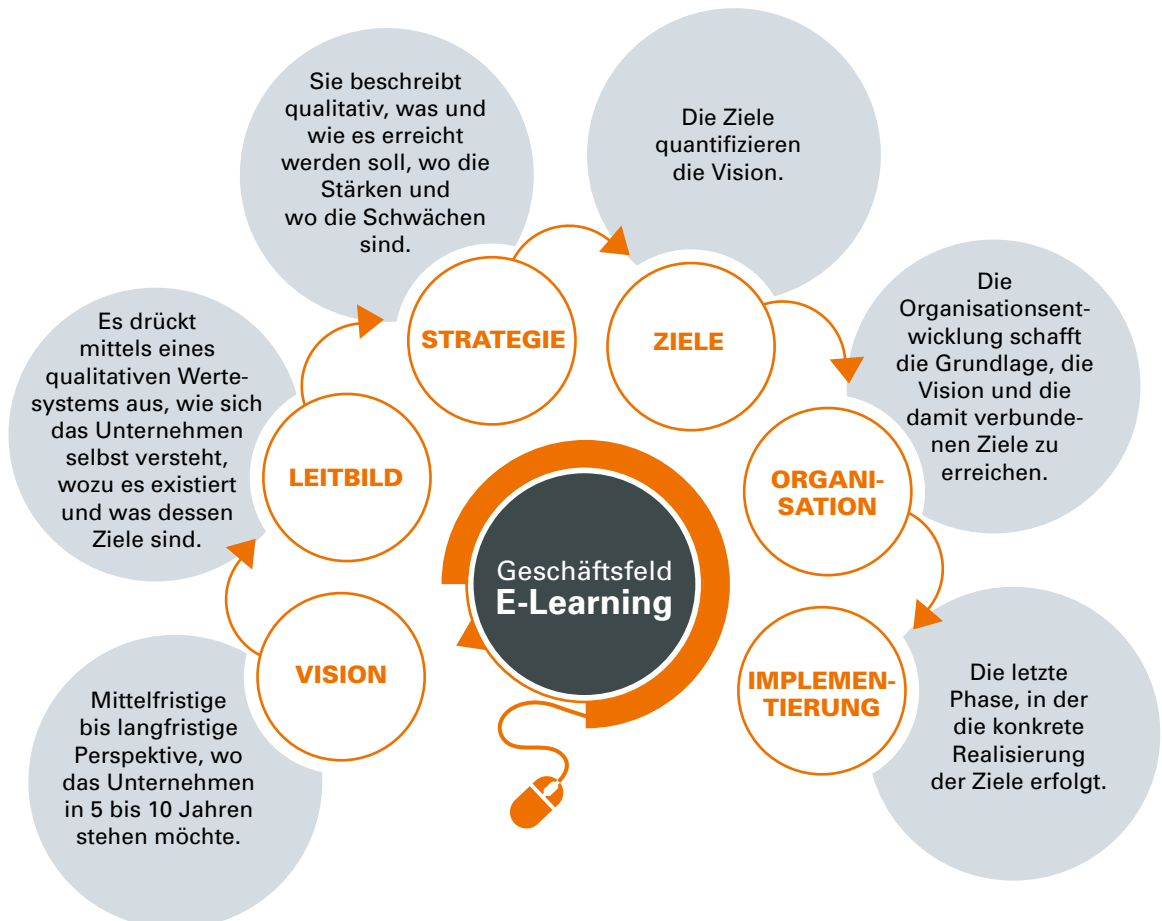 Mittelfristige
bis langfristige
Perspektive, wo
das Unternehmen
in 5 bis 10 Jahren
stehen möchte.
VISION
Es drückt
mittels eines
qualitativen Werte-
systems aus, wie sich
das Unternehmen
selbst versteht,
wozu es existiert
und was dessen
Ziele sind.
LEITBILD
Sie beschreibt
qualitativ, was und
wie es erreicht
werden soll, wo die
Stärken und
wo die Schwächen
sind.
STRATEGIE
Die Ziele
quantifizieren
die Vision.
ZIELE
Die
Organisationsent-
wicklung schafft
die Grundlage, die
Vision und die
damit verbunde-
nen Ziele zu
erreichen.
ORGANI-
SATION
Die letzte
Phase, in der
die konkrete
Realisierung
der Ziele erfolgt.
IMPLEMEN-
TIERUNG
Geschäftsfeld
E-Learning